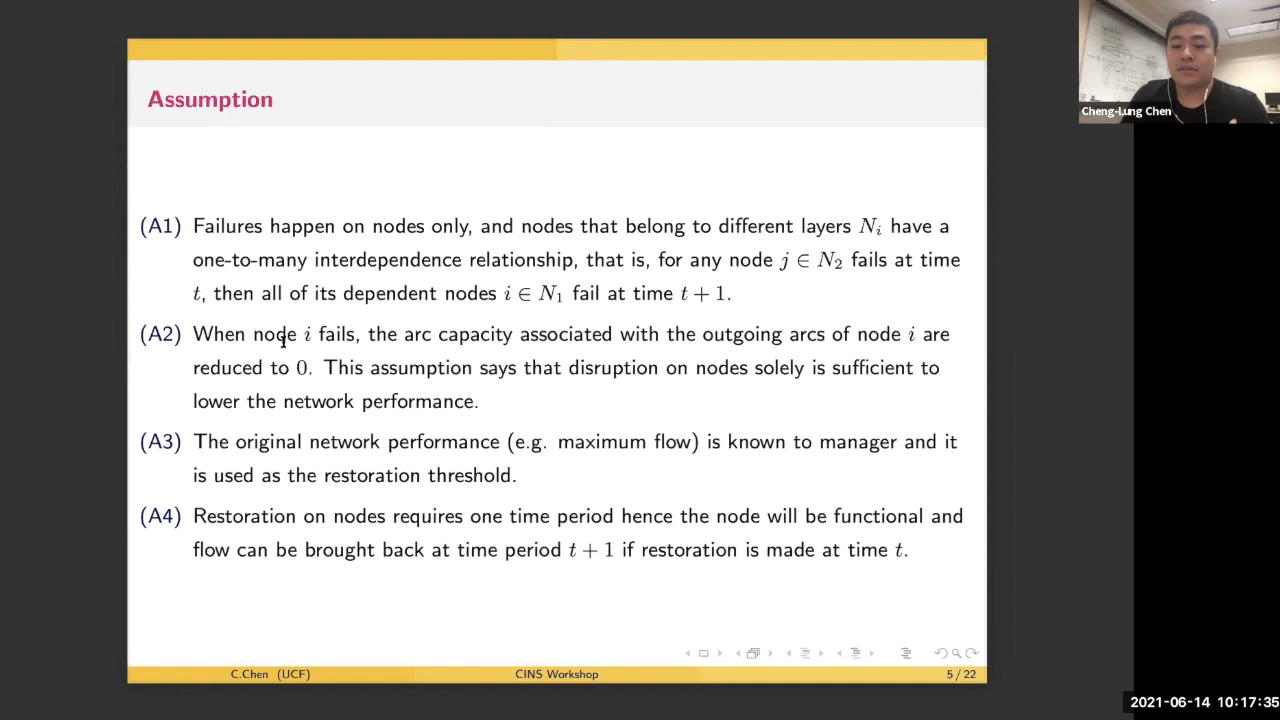 Cheng-Lung Chen
Assumption
(A1) Failures happen on nodes only, and nodes that belong to different layers N_i have a
one-to-many interdependence relationship, that is, for any node j ∈ N_2 fails at time
t, then all of its dependent nodes i ∈ N_1 fail at time t + 1.
(A2) When node i fails, the arc capacity associated with the outgoing arcs of node i are
reduced to 0. This assumption says that disruption on nodes solely is sufficient to
lower the network performance.
(A3) The original network performance (e.g. maximum flow) is known to manager and it
is used as the restoration threshold.
(A4) Restoration on nodes requires one time period hence the node will be functional and
flow can be brought back at time period t + 1 if restoration is made at time t.
C.Chen (UCF) CINS Workshop 5 / 22
2021-06-14 10:17:35